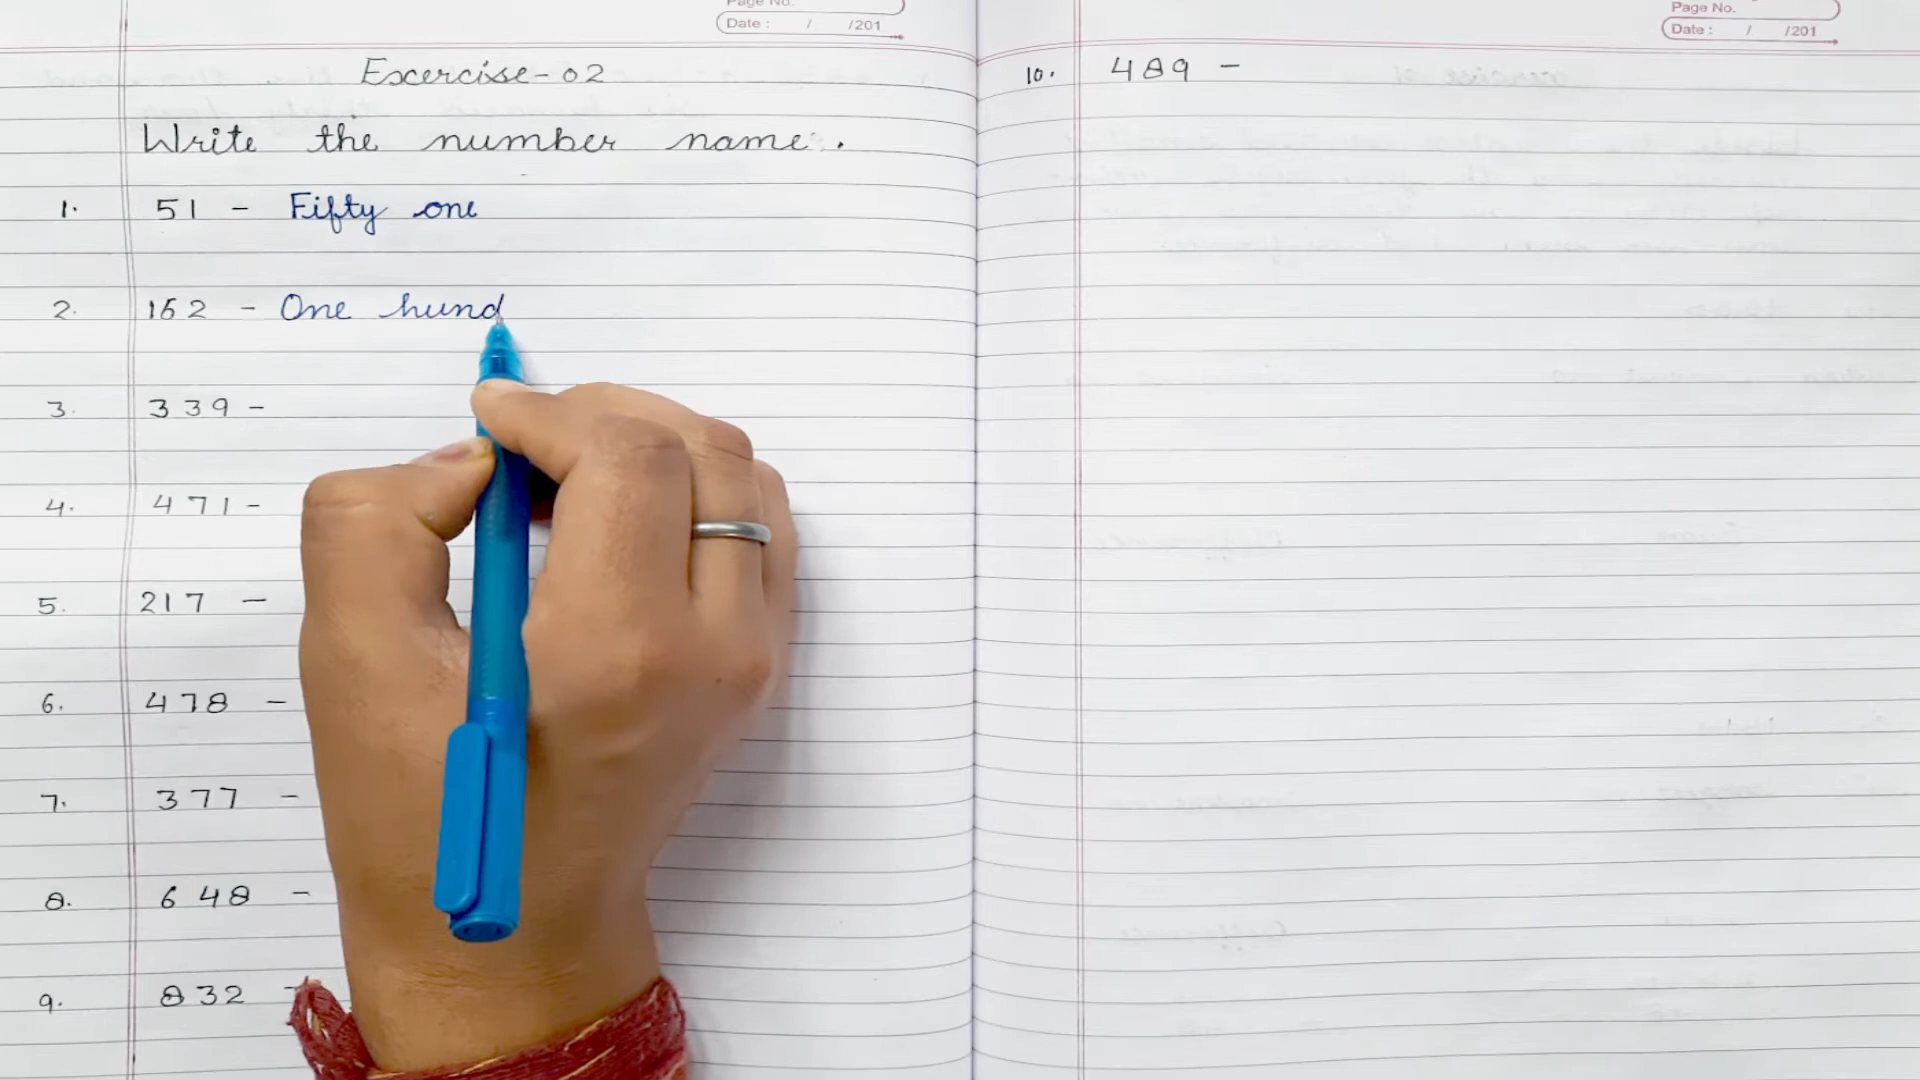 Page No.
Date : / /201
Excercise-02
Write the number name.
1. 51 - Fifty one
2. 162 - One hund
3. 339 -
4. 471 -
5. 217 -
6. 478 -
7. 377 -
8. 648 -
9. 832 -
Page No.
Date : / /201
10. 489 -